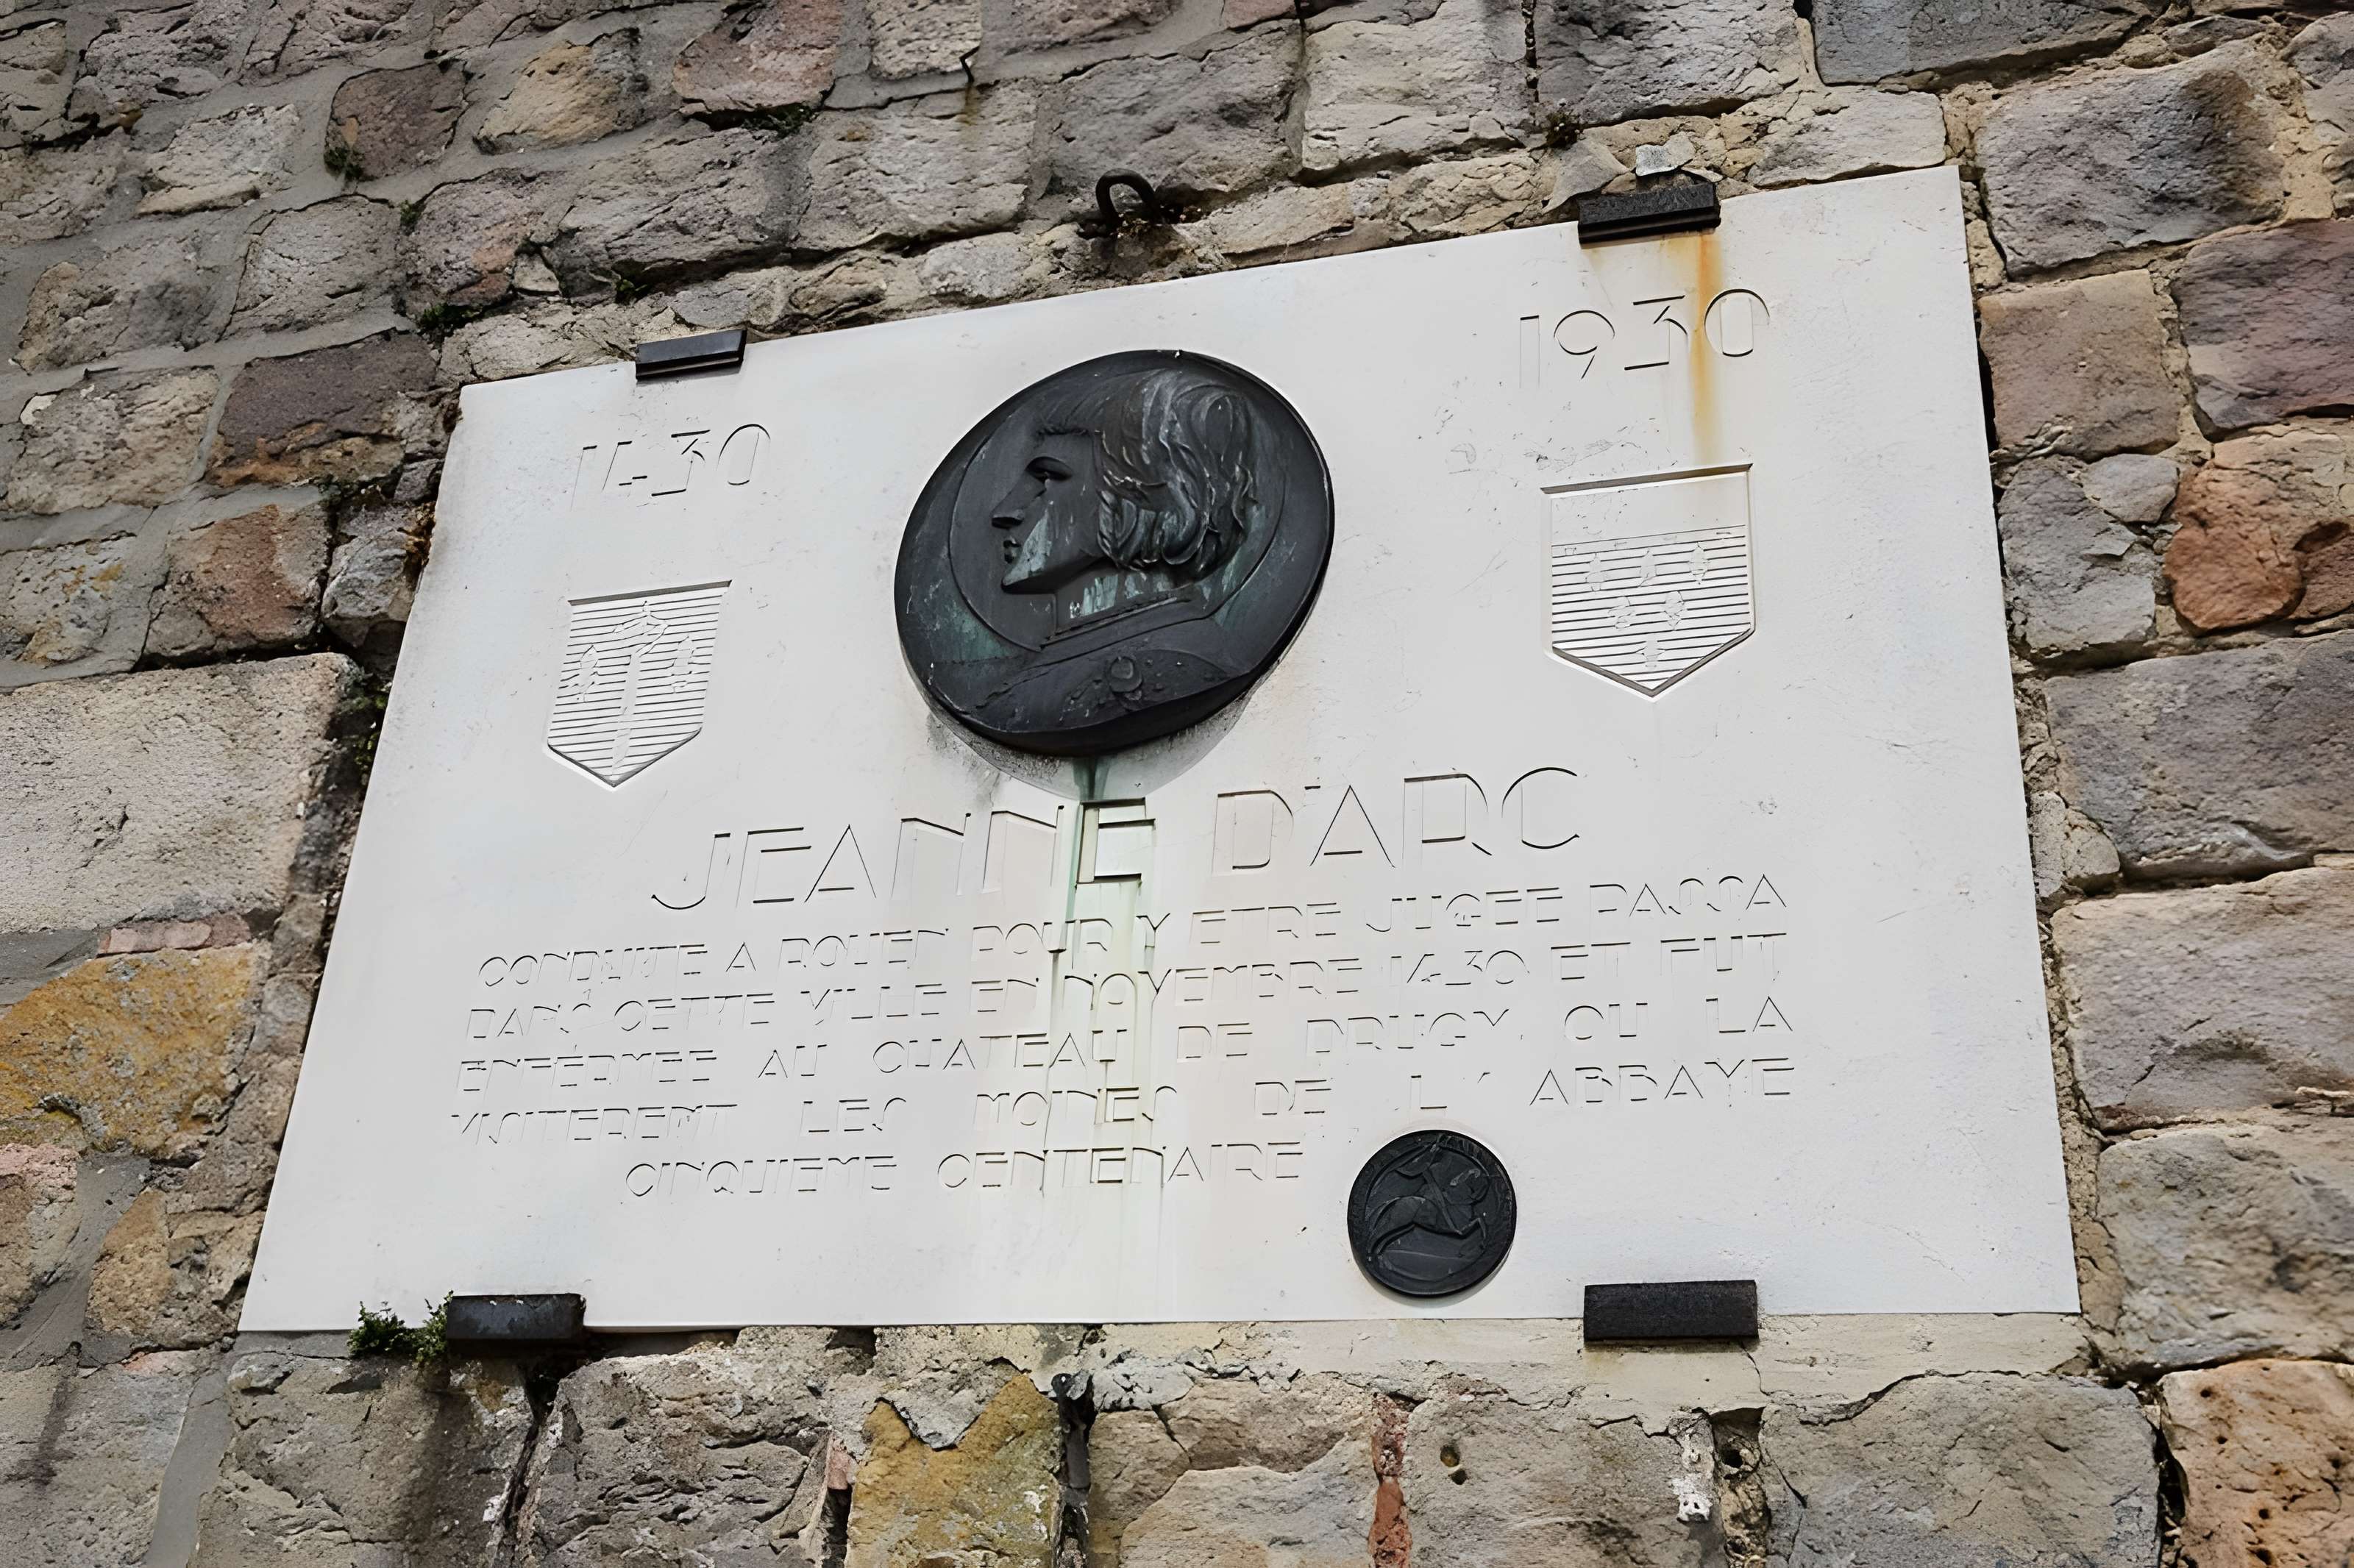 1430 1930
JEANNE D'ARC
CONDUITE A ROUEN POUR Y ETRE JUGEE PASSA
DANS CETTE VILLE EN NOVEMBRE 1430 ET FUT
ENFERMEE AU CHATEAU DE DRUGY OU LA
VISITERENT LES MOINES DE L'ABBAYE
CINQUIEME CENTENAIRE